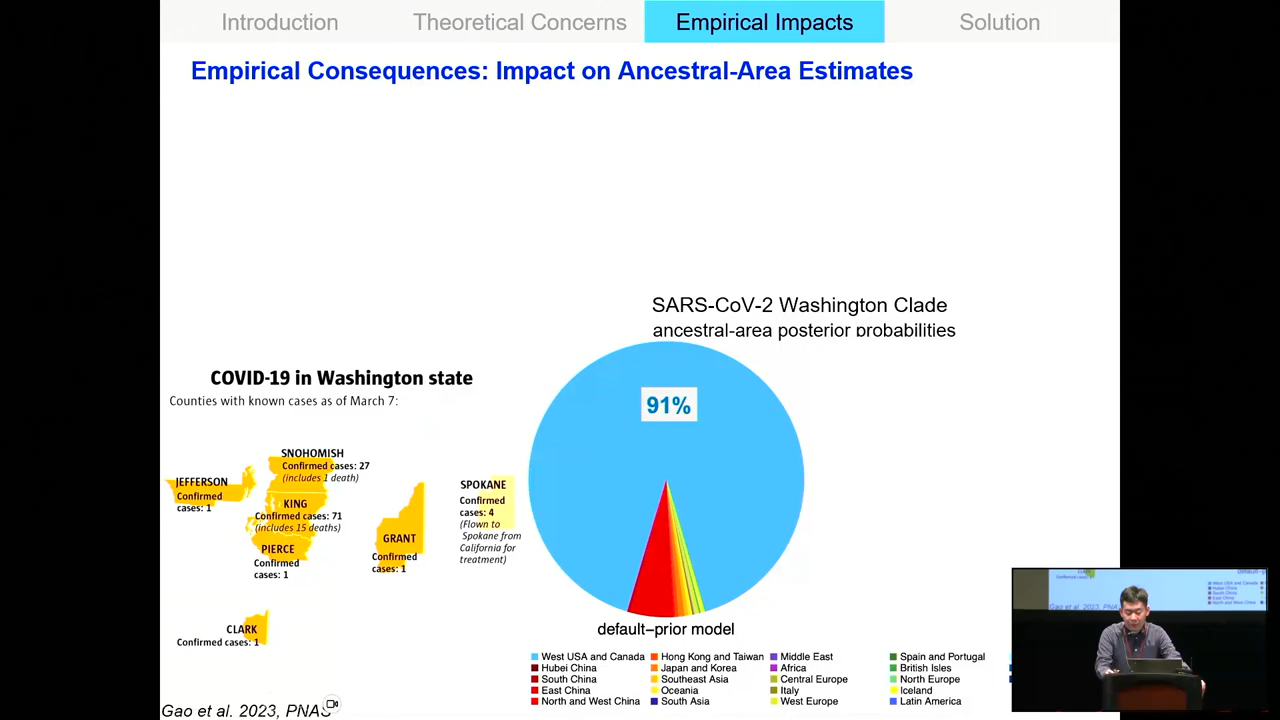 Introduction
Theoretical Concerns
Empirical Impacts
Solution
Empirical Consequences: Impact on Ancestral-Area Estimates
SARS-CoV-2 Washington Clade
ancestral-area posterior probabilities
91%
default-prior model
COVID-19 in Washington state
Counties with known cases as of March 7:
SNOHOMISH
Confirmed cases: 27
(includes 1 death)
JEFFERSON
Confirmed
cases: 1
KING
Confirmed cases: 71
(includes 15 deaths)
PIERCE
Confirmed
cases: 1
GRANT
Confirmed
cases: 1
SPOKANE
Confirmed
cases: 4
(Flown to
Spokane from
California for
treatment)
CLARK
Confirmed cases: 1
West USA and Canada
Hubei China
South China
East China
North and West China
Hong Kong and Taiwan
Japan and Korea
Southeast Asia
Oceania
South Asia
Middle East
Africa
Central Europe
Italy
West Europe
Spain and Portugal
British Isles
North Europe
Iceland
Latin America
Gao et al. 2023, PNAS